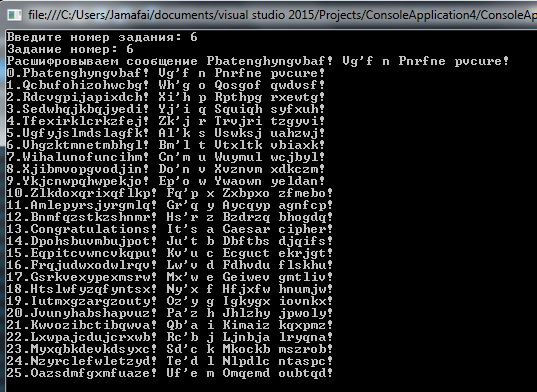 file:///C:/Users/Jamafai/documents/visual studio 2015/Projects/ConsoleApplication4/ConsoleAp
Введите номер задания: 6
Задание номер: 6
Расшифровываем сообщение Pbatenghyngvbaf! Vg'f n Pnrfne pvcure!
0.Pbatenghyngvbaf! Vg'f n Pnrfne pvcure!
1.Qcbufohizohwcbg! Wh'g o Qosgof qwdvsf!
2.Rdcvgpijapixdch! Xi'h p Rpthpg rxewtg!
3.Sedwhqjkbqjyedi! Yj'i q Squiqh syfxuh!
4.Tfexirklcrkzfej! Zk'j r Trvjri tzgyvi!
5.Ugfyjslmdslagfk! Al'k s Uswksj uahzwj!
6.Vhgzktmnetmbhgl! Bm'l t Vtxltk vbiaxk!
7.Wihalunofuncihm! Cn'm u Wuymul wcjbyl!
8.Xjibmvopgvodjin! Do'n v Xvznvm xdkczm!
9.Ykjcnwpqhwpekjo! Ep'o w Ywaown yeldan!
10.Zlkdoxqrixqflkp! Fq'p x Zxbpxo zfmebo!
11.Amlepyrsjyrgmlq! Gr'q y Aycqyp agnfcp!
12.Bnmfqzstkzshnmr! Hs'r z Bzdrzq bhogdq!
13.Congratulations! It's a Caesar cipher!
14.Dpohsbuvmbujpot! Ju't b Dbftbs djqifs!
15.Eqpitcvwncvkqpu! Kv'u c Ecguct ekrjgt!
16.Frqjudwxodwlrqv! Lw'v d Fdhvdu flskhu!
17.Gsrkvexypexmsrw! Mx'w e Geiwev gmtliv!
18.Htslwfyzqfyntsx! Ny'x f Hfjxfw hnumjw!
19.Iutmxgzargzouty! Oz'y g Igkygx iovnkx!
20.Jvunyhabshapvuz! Pa'z h Jhlzhy jpwoly!
21.Kwvozibctibqwva! Qb'a i Kimaiz kqxpmz!
22.Lxwpajcdujcrxwb! Rc'b j Ljnbja lryqna!
23.Myxqbkdevkdsyxc! Sd'c k Mkockb mszrob!
24.Nzyrclefwletzyd! Te'd l Nlpdlc ntaspc!
25.Oazsdmfgxmfuaze! Uf'e m Omqemd oubtqd!